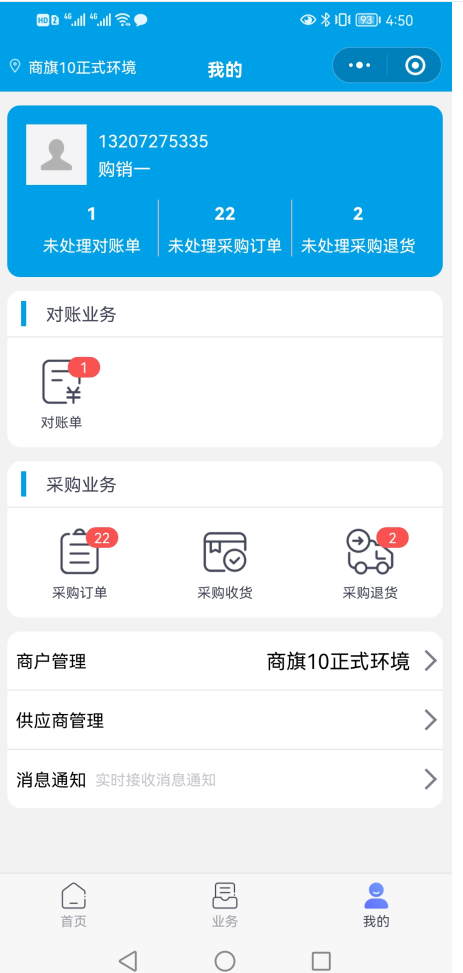 HD 2 4G 4G 93 4:50
商旗10正式环境 我的
13207275335
购销一
1 22 2
未处理对账单 未处理采购订单 未处理采购退货
对账业务
1
对账单
采购业务
22 2
采购订单 采购收货 采购退货
商户管理 商旗10正式环境
供应商管理
消息通知 实时接收消息通知
首页 业务 我的